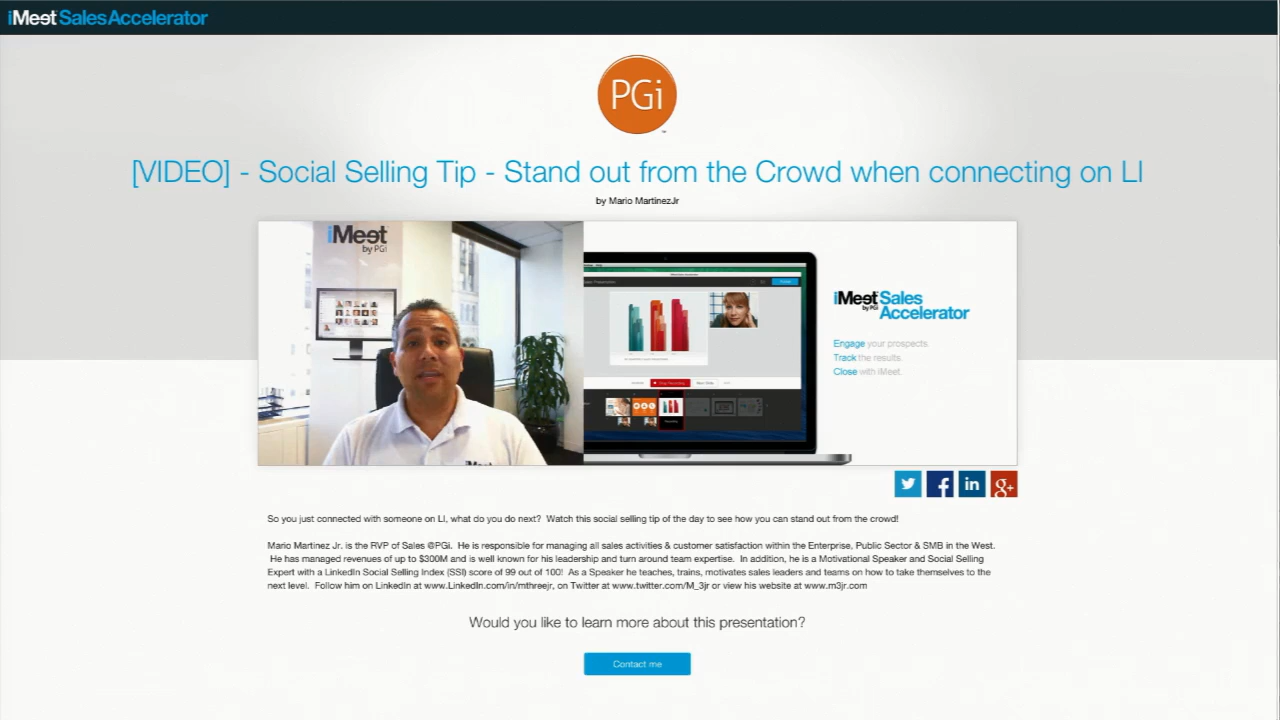 iMeet Sales Accelerator
PGi
[VIDEO] - Social Selling Tip - Stand out from the Crowd when connecting on LI
by Mario MartinezJr
iMeet
by PGi
iMeet Sales
by PGi Accelerator
Engage your prospects.
Track the results.
Close with iMeet.
iMeet
in
g+
So you just connected with someone on LI, what do you do next? Watch this social selling tip of the day to see how you can stand out from the crowd!
Mario Martinez Jr. is the RVP of Sales @PGi. He is responsible for managing all sales activities & customer satisfaction within the Enterprise, Public Sector & SMB in the West.
He has managed revenues of up to $300M and is well known for his leadership and turn around team expertise. In addition, he is a Motivational Speaker and Social Selling
Expert with a LinkedIn Social Selling Index (SSI) score of 99 out of 100! As a Speaker he teaches, trains, motivates sales leaders and teams on how to take themselves to the
next level. Follow him on LinkedIn at www.LinkedIn.com/in/mthreejr, on Twitter at www.twitter.com/M_3jr or view his website at www.m3jr.com
Would you like to learn more about this presentation?
Contact me